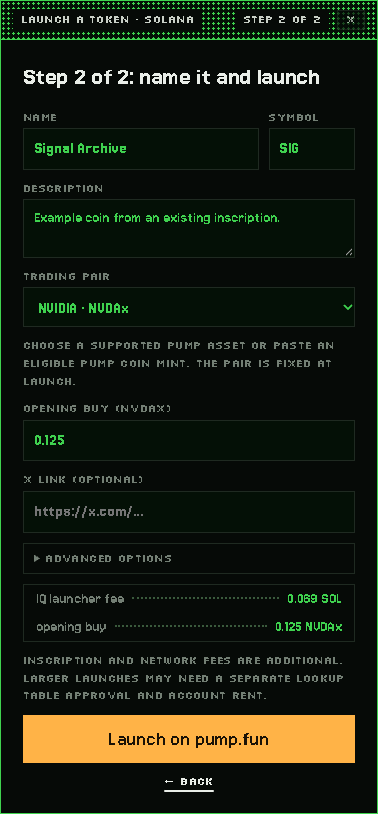 LAUNCH A TOKEN · SOLANA
STEP 2 OF 2
X
Step 2 of 2: name it and launch
NAME
SYMBOL
Signal Archive
SIG
DESCRIPTION
Example coin from an existing inscription.
TRADING PAIR
NVIDIA · NVDAx
CHOOSE A SUPPORTED PUMP ASSET OR PASTE AN
ELIGIBLE PUMP COIN MINT. THE PAIR IS FIXED AT
LAUNCH.
OPENING BUY (NVDAX)
0.125
X LINK (OPTIONAL)
https://x.com/...
▶ ADVANCED OPTIONS
IQ launcher fee 0.069 SOL
opening buy 0.125 NVDAx
INSCRIPTION AND NETWORK FEES ARE ADDITIONAL.
LARGER LAUNCHES MAY NEED A SEPARATE LOOKUP
TABLE APPROVAL AND ACCOUNT RENT.
Launch on pump.fun
← BACK